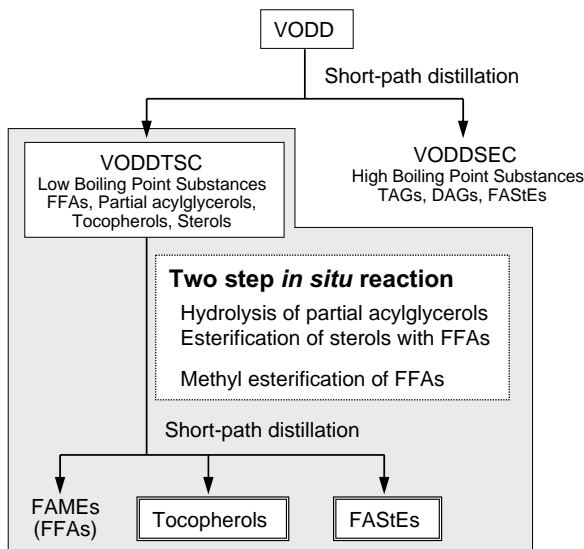 VODD
Short-path distillation
VODDTSC
Low Boiling Point Substances
FFAs, Partial acylglycerols,
Tocopherols, Sterols
VODDSEC
High Boiling Point Substances
TAGs, DAGs, FAStEs
Two step in situ reaction
Hydrolysis of partial acylglycerols
Esterification of sterols with FFAs
Methyl esterification of FFAs
Short-path distillation
FAMEs
(FFAs)
Tocopherols
FAStEs